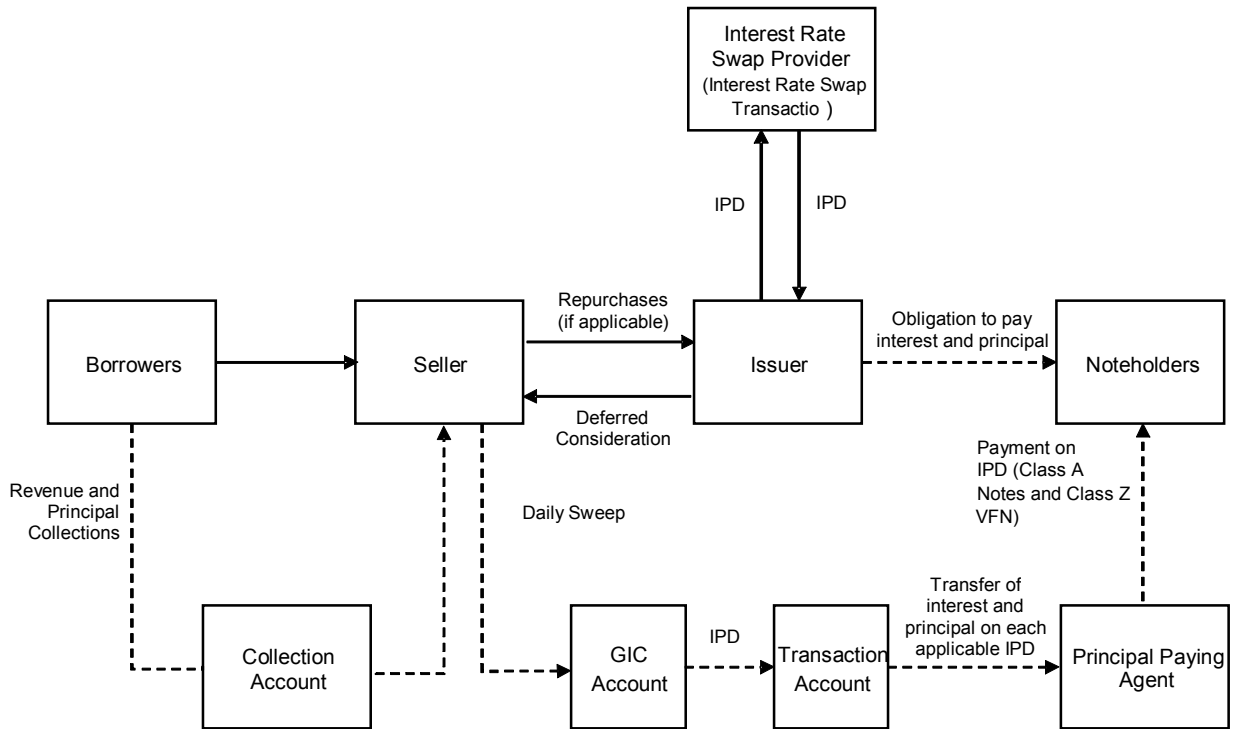 Interest Rate
Swap Provider
(Interest Rate Swap
Transactio )
IPD
IPD
Borrowers
Seller
Repurchases
(if applicable)
Deferred
Consideration
Issuer
Obligation to pay
interest and principal
Noteholders
Revenue and
Principal
Collections
Daily Sweep
Payment on
IPD (Class A
Notes and Class Z
VFN)
Collection
Account
GIC
Account
IPD
Transaction
Account
Transfer of
interest and
principal on each
applicable IPD
Principal Paying
Agent